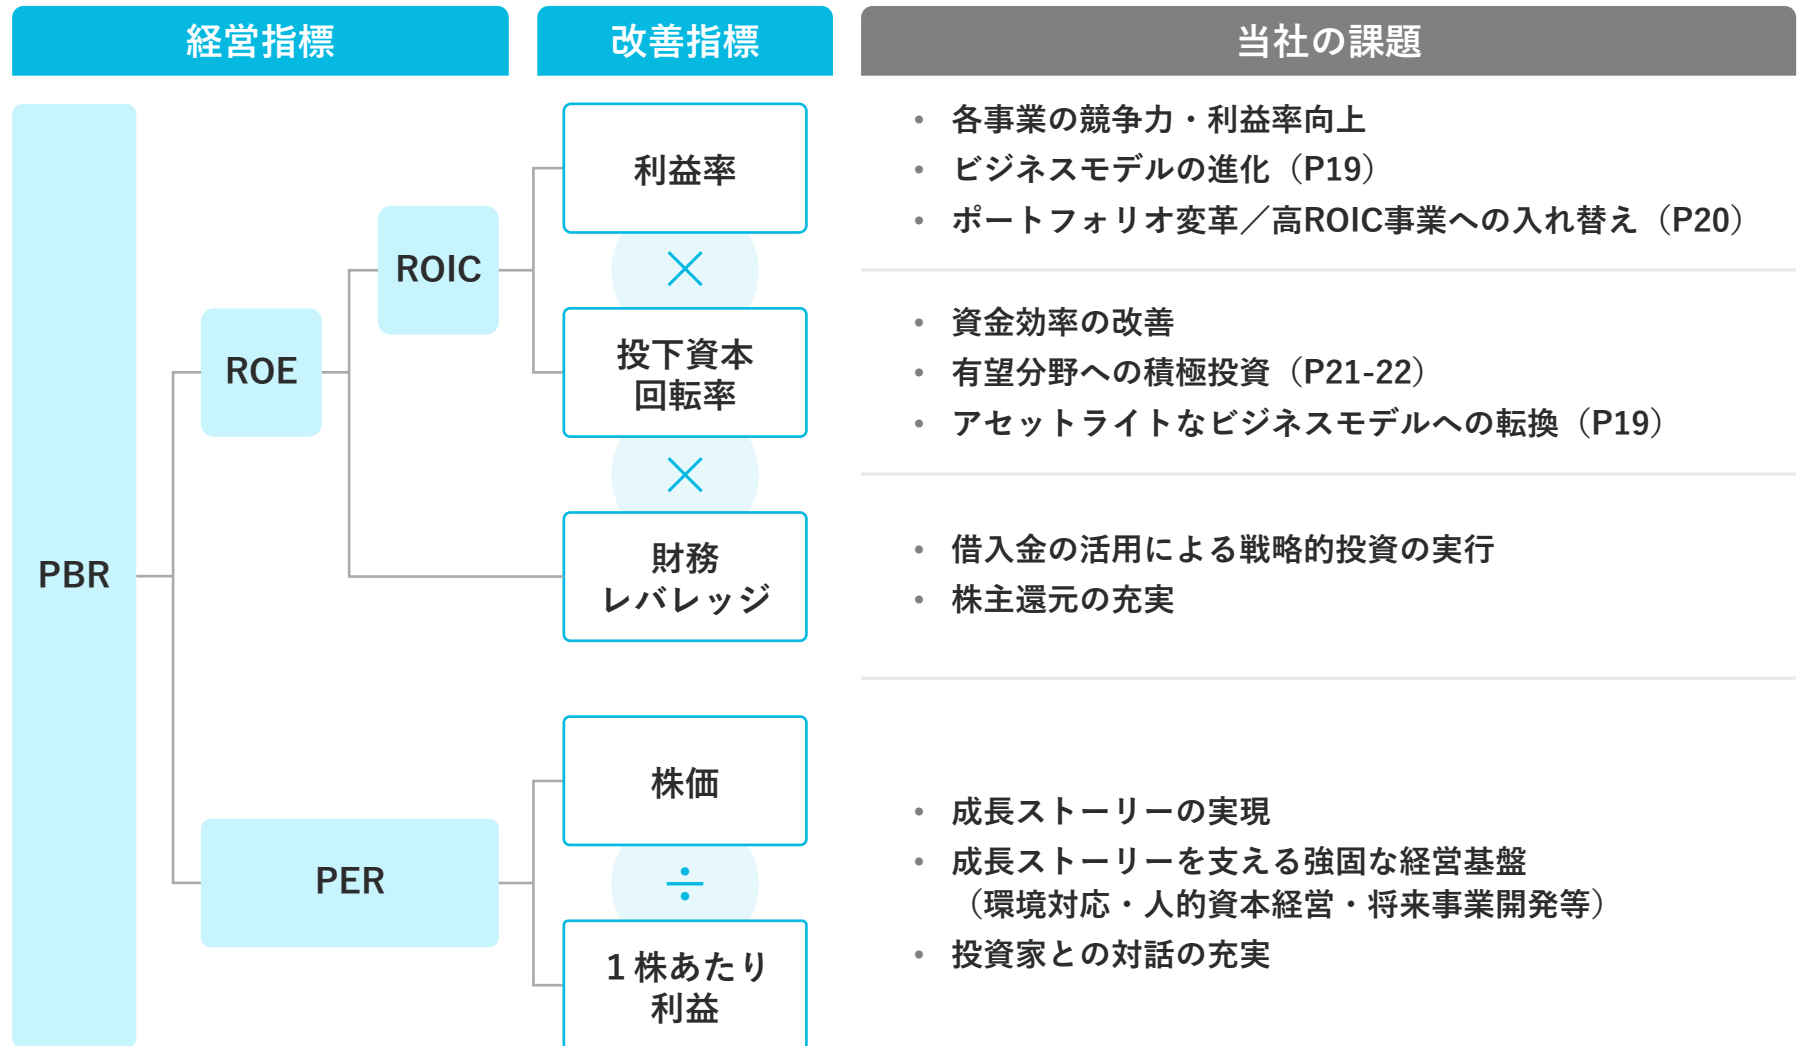 経営指標
改善指標
当社の課題
PBR
ROE
ROIC
PER
利益率
×
投下資本
回転率
×
財務
レバレッジ
株価
÷
１株あたり
利益
• 各事業の競争力・利益率向上
• ビジネスモデルの進化（P19）
• ポートフォリオ変革／高ROIC事業への入れ替え（P20）
• 資金効率の改善
• 有望分野への積極投資（P21-22）
• アセットライトなビジネスモデルへの転換（P19）
• 借入金の活用による戦略的投資の実行
• 株主還元の充実
• 成長ストーリーの実現
• 成長ストーリーを支える強固な経営基盤
（環境対応・人的資本経営・将来事業開発等）
• 投資家との対話の充実